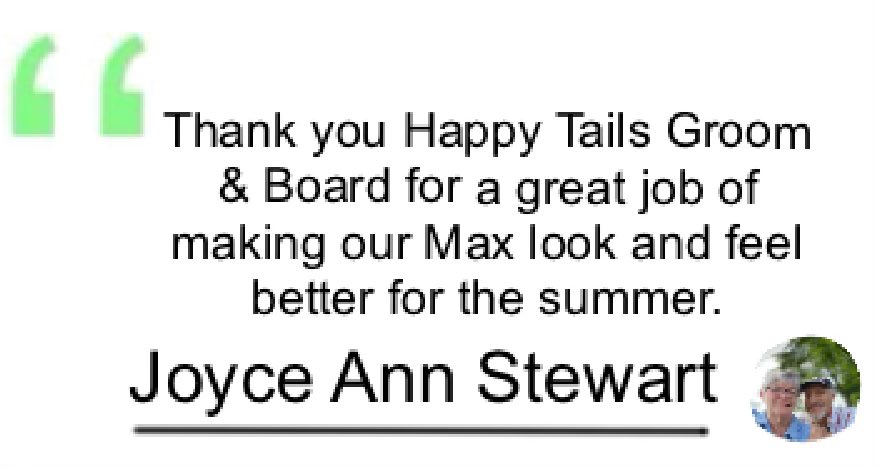 Thank you Happy Tails Groom
& Board for a great job of
making our Max look and feel
better for the summer.
Joyce Ann Stewart